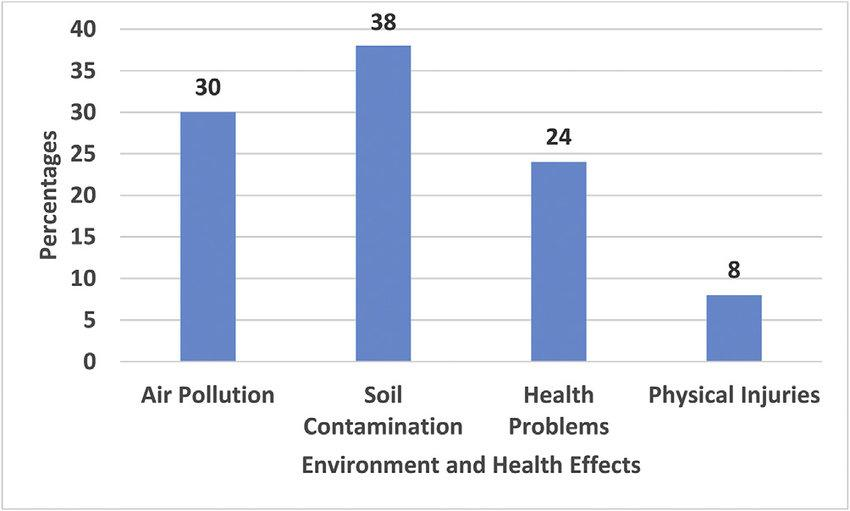 40
38
35
30
30
25
24
20
15
10
8
5
0
Percentages
Air Pollution
Soil
Contamination
Health
Problems
Physical Injuries
Environment and Health Effects